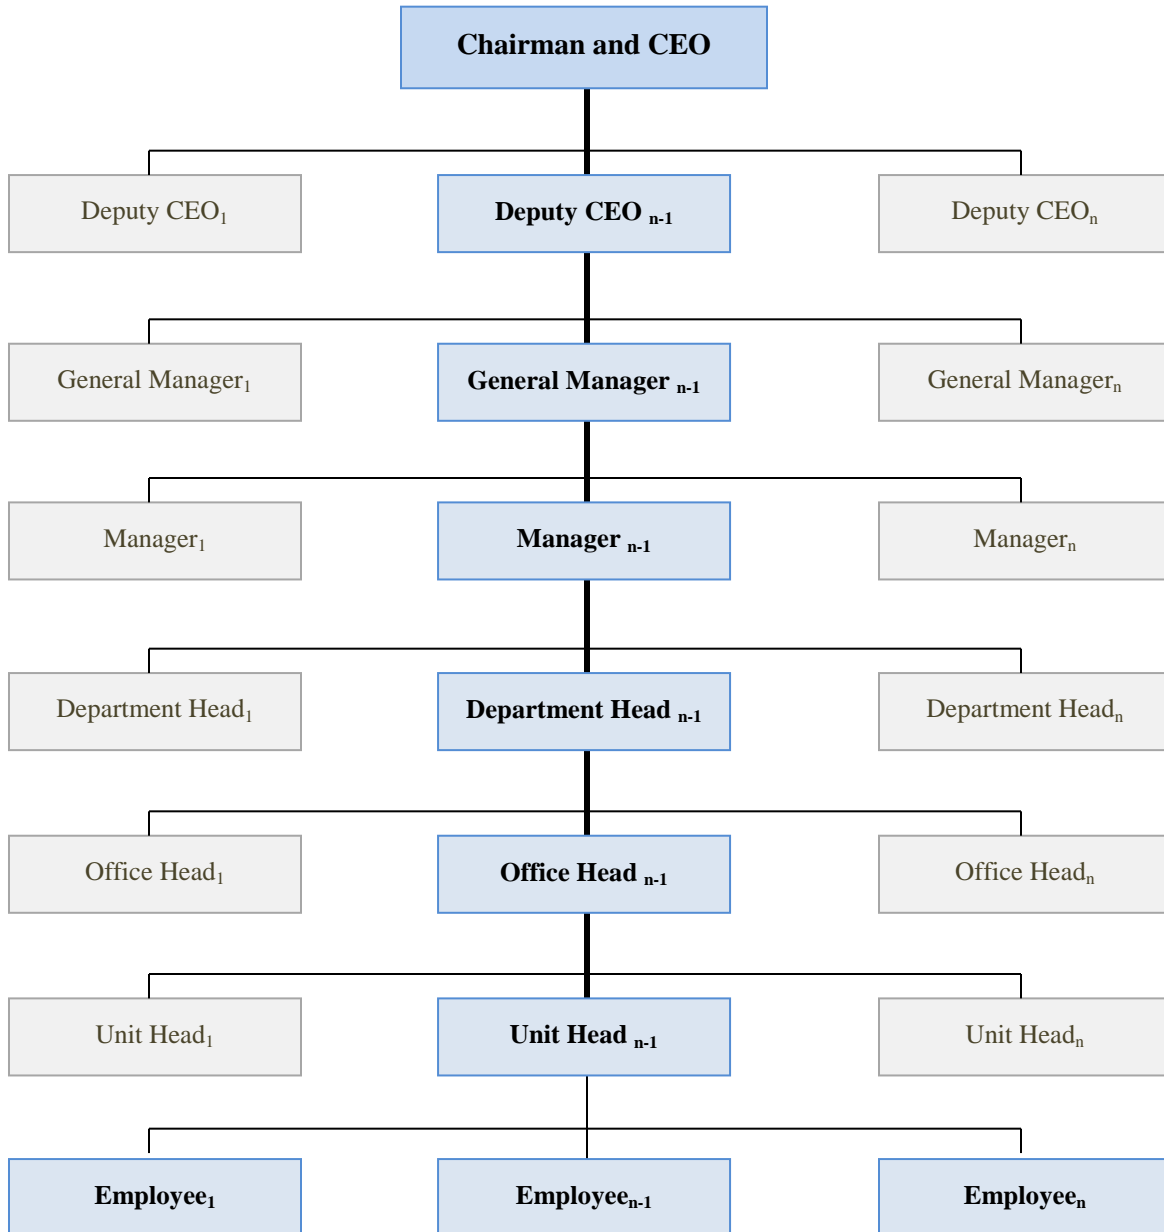 Chairman and CEO
Deputy CEO₁
Deputy CEO ₙ₋₁
Deputy CEOₙ
General Manager₁
General Manager ₙ₋₁
General Managerₙ
Manager₁
Manager ₙ₋₁
Managerₙ
Department Head₁
Department Head ₙ₋₁
Department Headₙ
Office Head₁
Office Head ₙ₋₁
Office Headₙ
Unit Head₁
Unit Head ₙ₋₁
Unit Headₙ
Employee₁
Employeeₙ₋₁
Employeeₙ